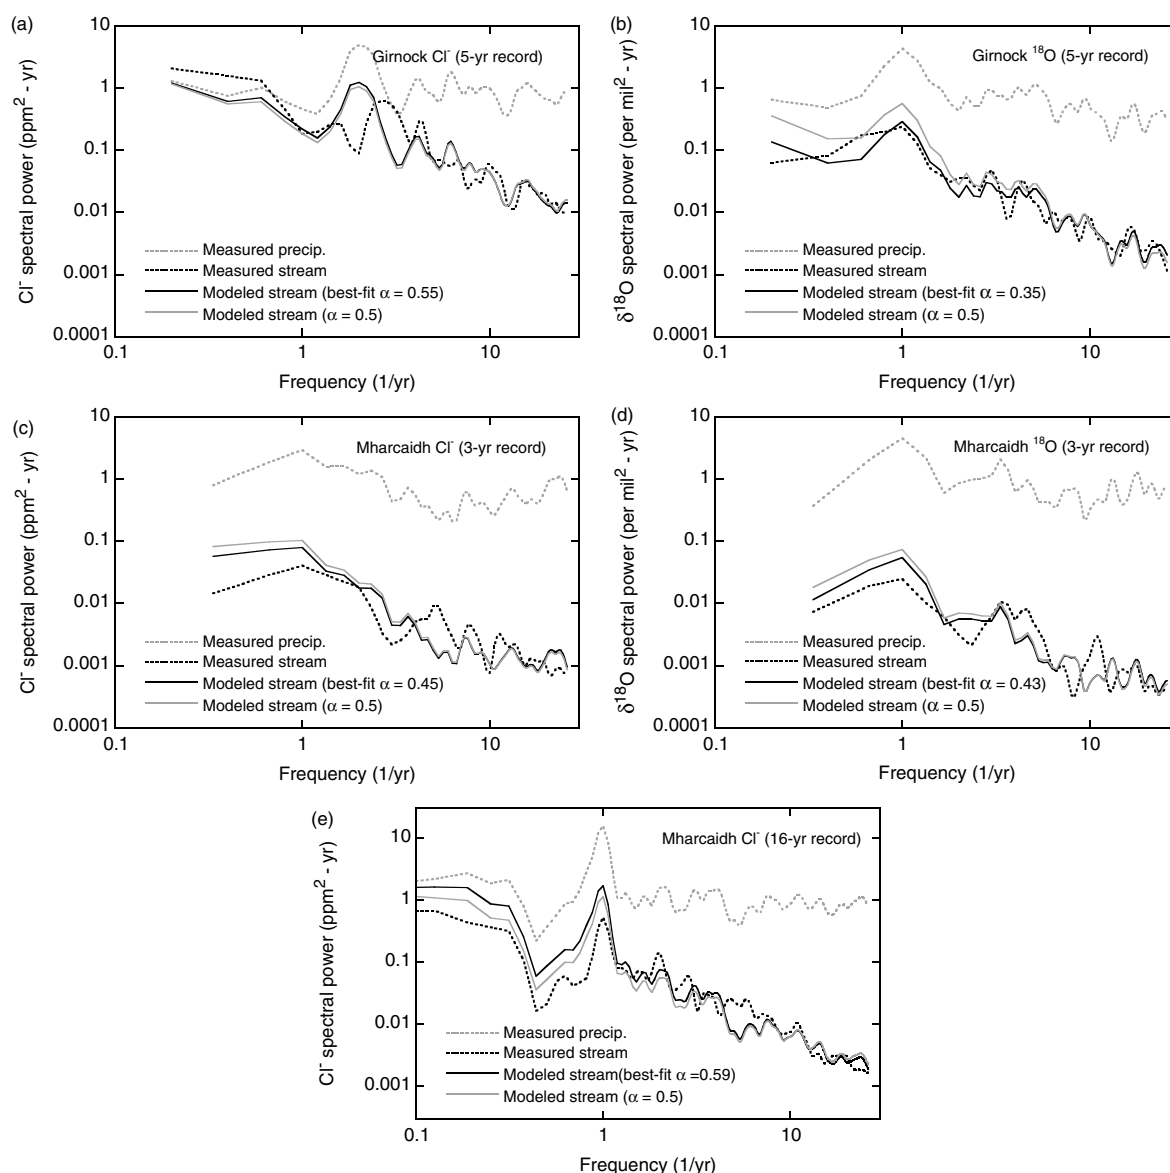 (a)
Girnock Cl⁻ (5-yr record)
Cl⁻ spectral power (ppm² - yr)
10
1
0.1
0.01
0.001
0.0001
Measured precip.
Measured stream
Modeled stream (best-fit α = 0.55)
Modeled stream (α = 0.5)
0.1 1 10
Frequency (1/yr)
(b)
Girnock ¹⁸O (5-yr record)
δ¹⁸O spectral power (per mil² - yr)
10
1
0.1
0.01
0.001
0.0001
Measured precip.
Measured stream
Modeled stream (best-fit α = 0.35)
Modeled stream (α = 0.5)
0.1 1 10
Frequency (1/yr)
(c)
Mharcaidh Cl⁻ (3-yr record)
Cl⁻ spectral power (ppm² - yr)
10
1
0.1
0.01
0.001
0.0001
Measured precip.
Measured stream
Modeled stream (best-fit α = 0.45)
Modeled stream (α = 0.5)
0.1 1 10
Frequency (1/yr)
(d)
Mharcaidh ¹⁸O (3-yr record)
δ¹⁸O spectral power (per mil² - yr)
10
1
0.1
0.01
0.001
0.0001
Measured precip.
Measured stream
Modeled stream (best-fit α = 0.43)
Modeled stream (α = 0.5)
0.1 1 10
Frequency (1/yr)
(e)
Mharcaidh Cl⁻ (16-yr record)
Cl⁻ spectral power (ppm² - yr)
10
1
0.1
0.01
0.001
Measured precip.
Measured stream
Modeled stream(best-fit α =0.59)
Modeled stream (α = 0.5)
0.1 1 10
Frequency (1/yr)